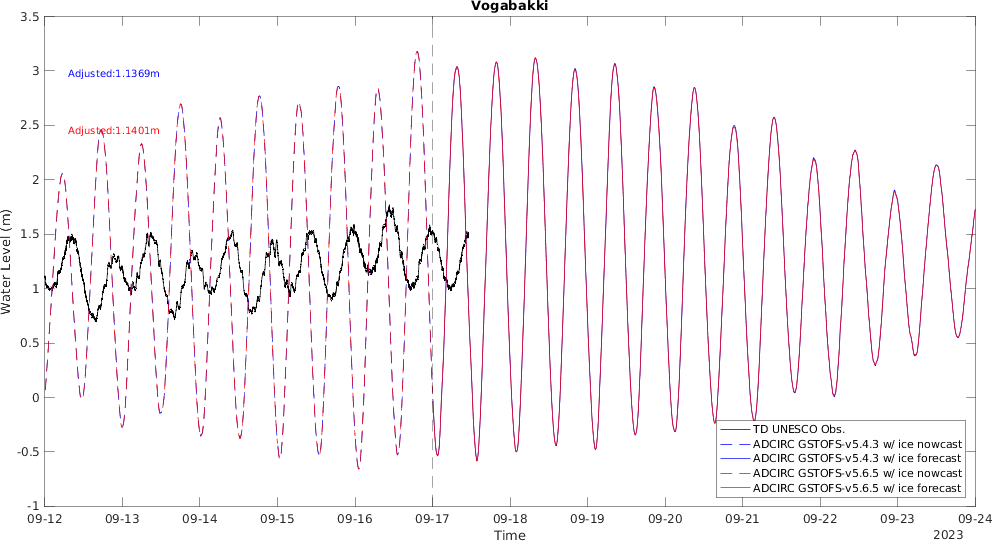 Vogabakki
3.5
3
2.5
2
1.5
1
0.5
0
-0.5
-1
Water Level (m)
Adjusted:1.1369m
Adjusted:1.1401m
TD UNESCO Obs.
ADCIRC GSTOFS-v5.4.3 w/ ice nowcast
ADCIRC GSTOFS-v5.4.3 w/ ice forecast
ADCIRC GSTOFS-v5.6.5 w/ ice nowcast
ADCIRC GSTOFS-v5.6.5 w/ ice forecast
09-12 09-13 09-14 09-15 09-16 09-17 09-18 09-19 09-20 09-21 09-22 09-23 09-24
Time
2023